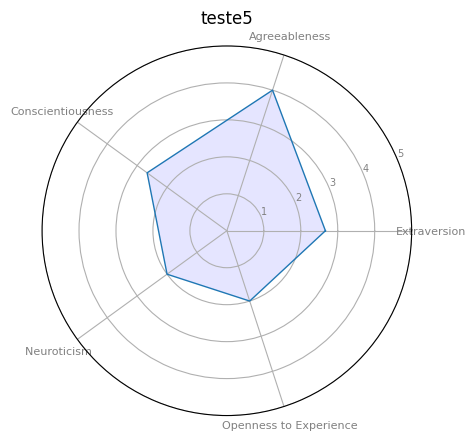 teste5
Agreeableness
Conscientiousness
5
4
3
2
1
Extraversion
Neuroticism
Openness to Experience